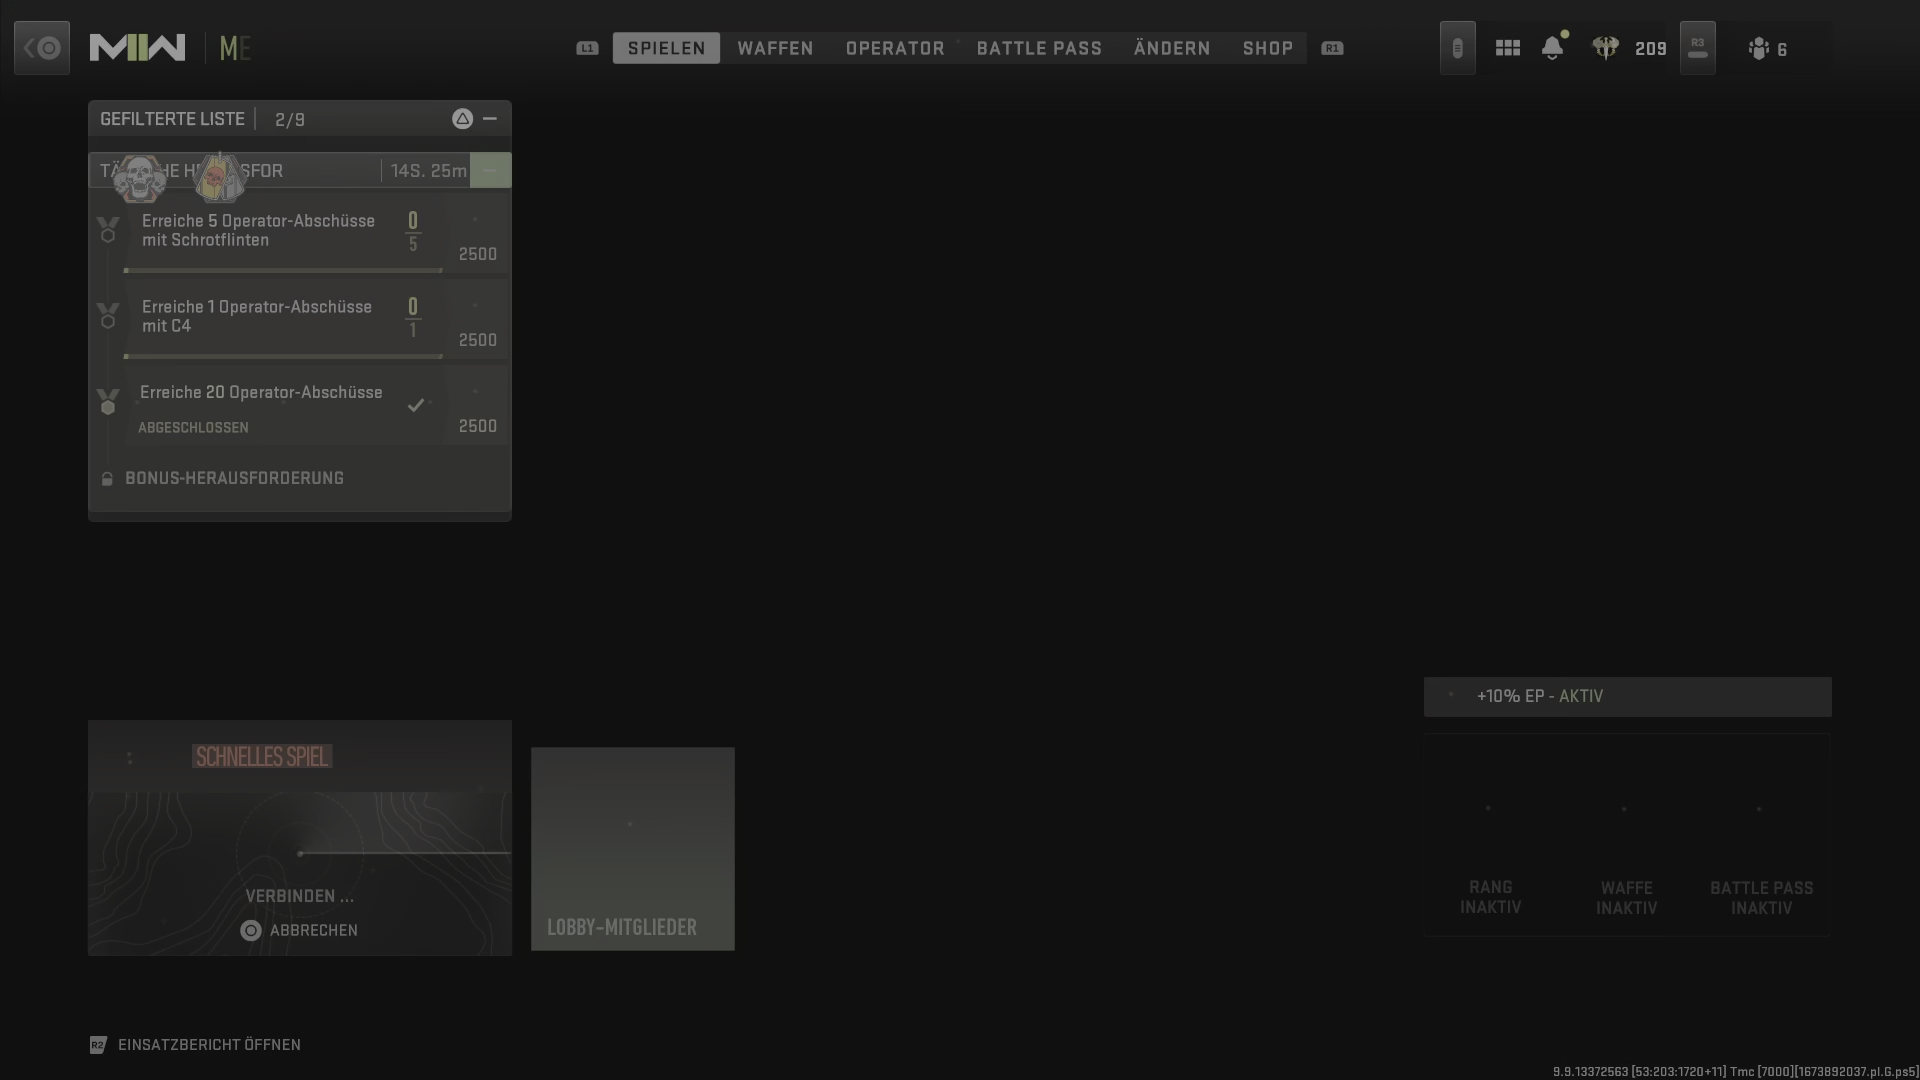 MW ME
L1 SPIELEN WAFFEN OPERATOR BATTLE PASS ÄNDERN SHOP R1
209 R3 6
GEFILTERTE LISTE 2/9
14S. 25m
Erreiche 5 Operator-Abschüsse
mit Schrotflinten
0
5
2500
Erreiche 1 Operator-Abschüsse
mit C4
0
1
2500
Erreiche 20 Operator-Abschüsse
ABGESCHLOSSEN
2500
BONUS-HERAUSFORDERUNG
+10% EP - AKTIV
SCHNELLES SPIEL
VERBINDEN ...
ABBRECHEN
LOBBY-MITGLIEDER
RANG
INAKTIV
WAFFE
INAKTIV
BATTLE PASS
INAKTIV
R2 EINSATZBERICHT ÖFFNEN
9.9.13372563 [53:203:1720+11] Tmc [7000][1673892037.pl.G.ps5]